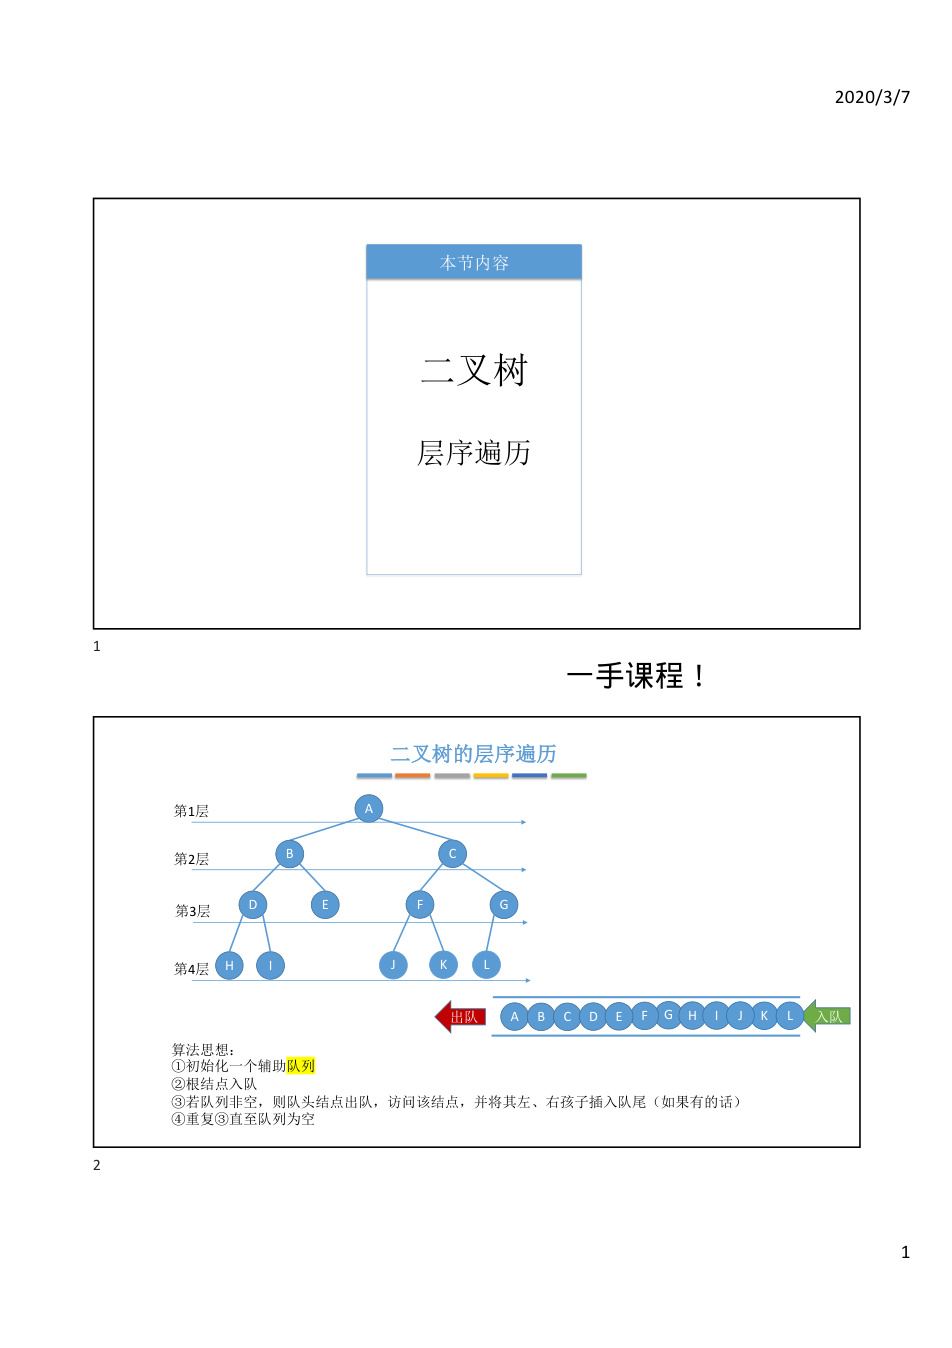 2020/3/7
本节内容
二叉树
层序遍历
1
一手课程！
二叉树的层序遍历
第1层
A
第2层
B C
第3层
D E F G
第4层
H I J K L
出队 A B C D E F G H I J K L 入队
算法思想：
①初始化一个辅助队列
②根结点入队
③若队列非空，则队头结点出队，访问该结点，并将其左、右孩子插入队尾（如果有的话）
④重复③直至队列为空
2
1